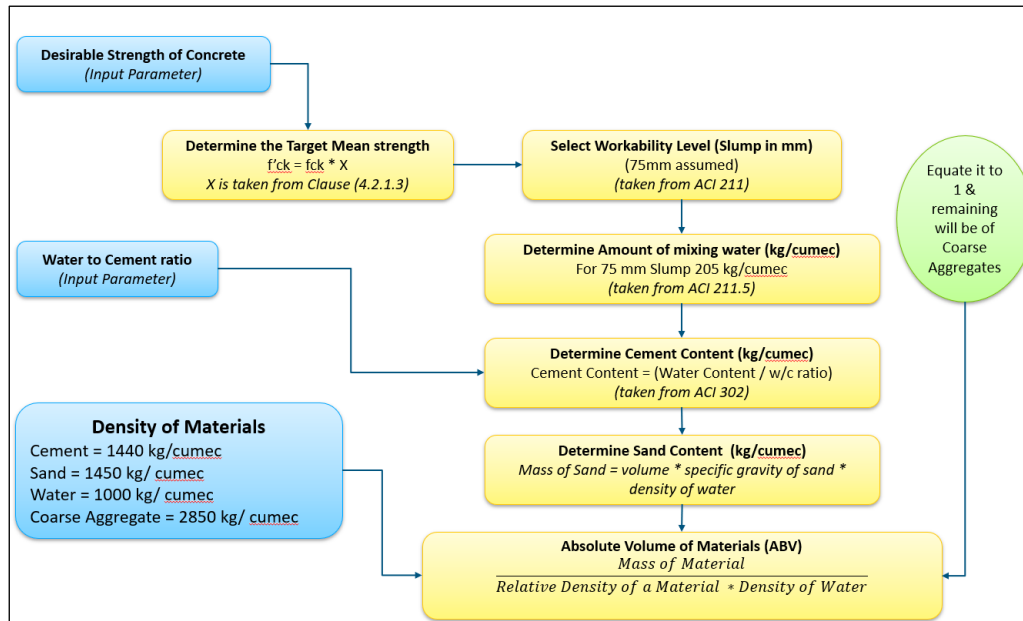 Desirable Strength of Concrete
(Input Parameter)
Determine the Target Mean strength
f'ck = fck * X
X is taken from Clause (4.2.1.3)
Select Workability Level (Slump in mm)
(75mm assumed)
(taken from ACI 211)
Equate it to
1 &
remaining
will be of
Coarse
Aggregates
Water to Cement ratio
(Input Parameter)
Determine Amount of mixing water (kg/cumec)
For 75 mm Slump 205 kg/cumec
(taken from ACI 211.5)
Determine Cement Content (kg/cumec)
Cement Content = (Water Content / w/c ratio)
(taken from ACI 302)
Density of Materials
Cement = 1440 kg/cumec
Sand = 1450 kg/ cumec
Water = 1000 kg/ cumec
Coarse Aggregate = 2850 kg/ cumec
Determine Sand Content (kg/cumec)
Mass of Sand = volume * specific gravity of sand *
density of water
Absolute Volume of Materials (ABV)
Mass of Material
Relative Density of a Material * Density of Water